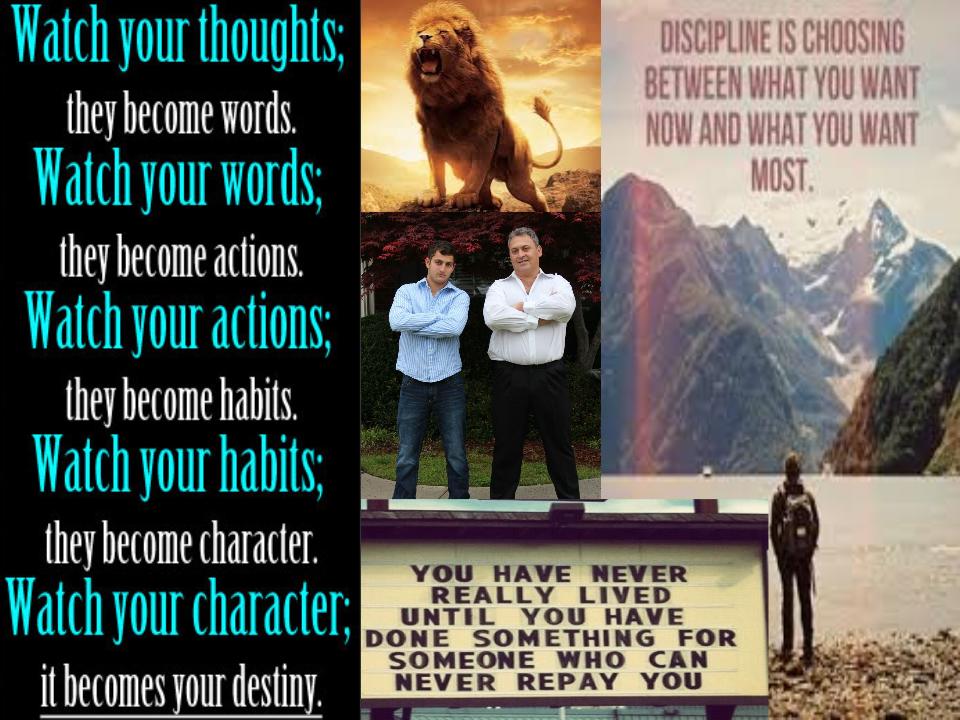 Watch your thoughts;
they become words.
Watch your words;
they become actions.
Watch your actions;
they become habits.
Watch your habits;
they become character.
Watch your character;
it becomes your destiny.
DISCIPLINE IS CHOOSING
BETWEEN WHAT YOU WANT
NOW AND WHAT YOU WANT
MOST.
YOU HAVE NEVER
REALLY LIVED
UNTIL YOU HAVE
DONE SOMETHING FOR
SOMEONE WHO CAN
NEVER REPAY YOU